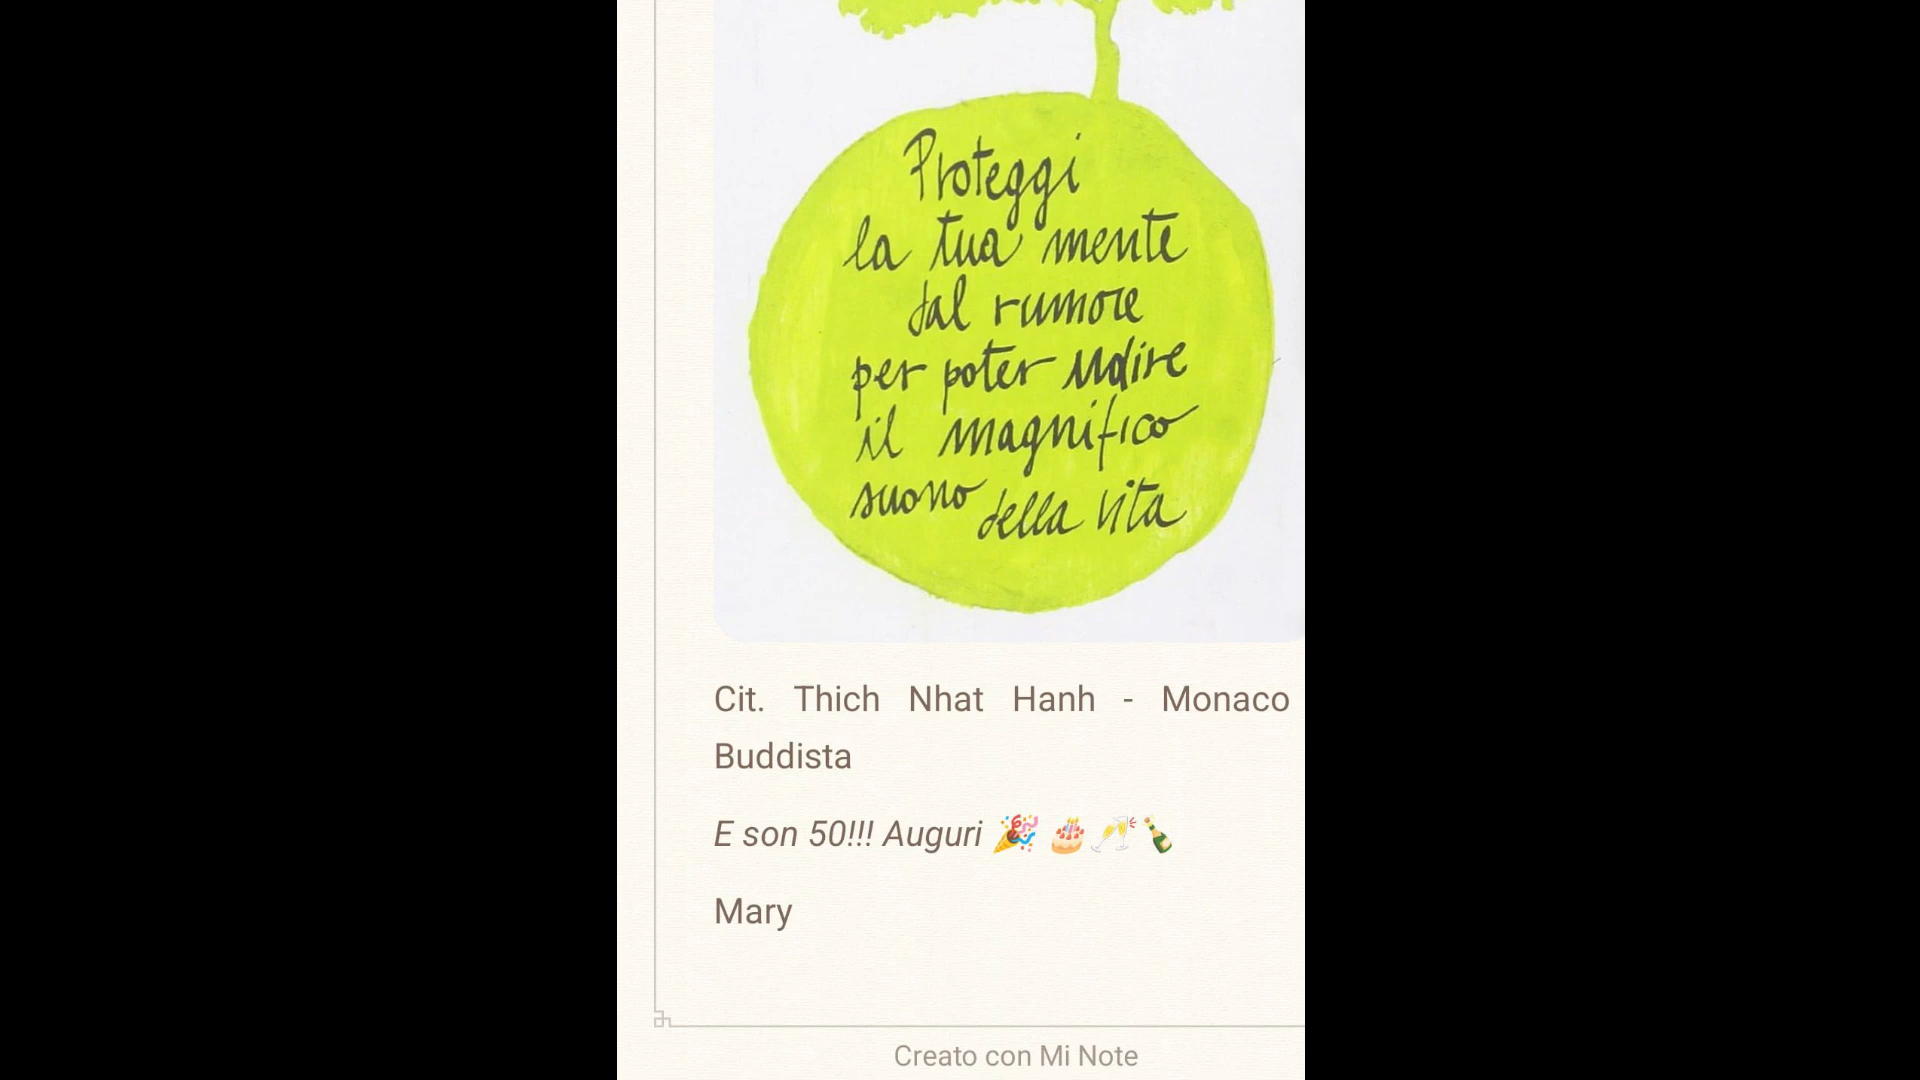 Proteggi
la tua mente
dal rumore
per poter udire
il magnifico
suono della vita
Cit. Thich Nhat Hanh - Monaco
Buddista
E son 50!!! Auguri 🎉 🎂🥂🍾
Mary
Creato con Mi Note